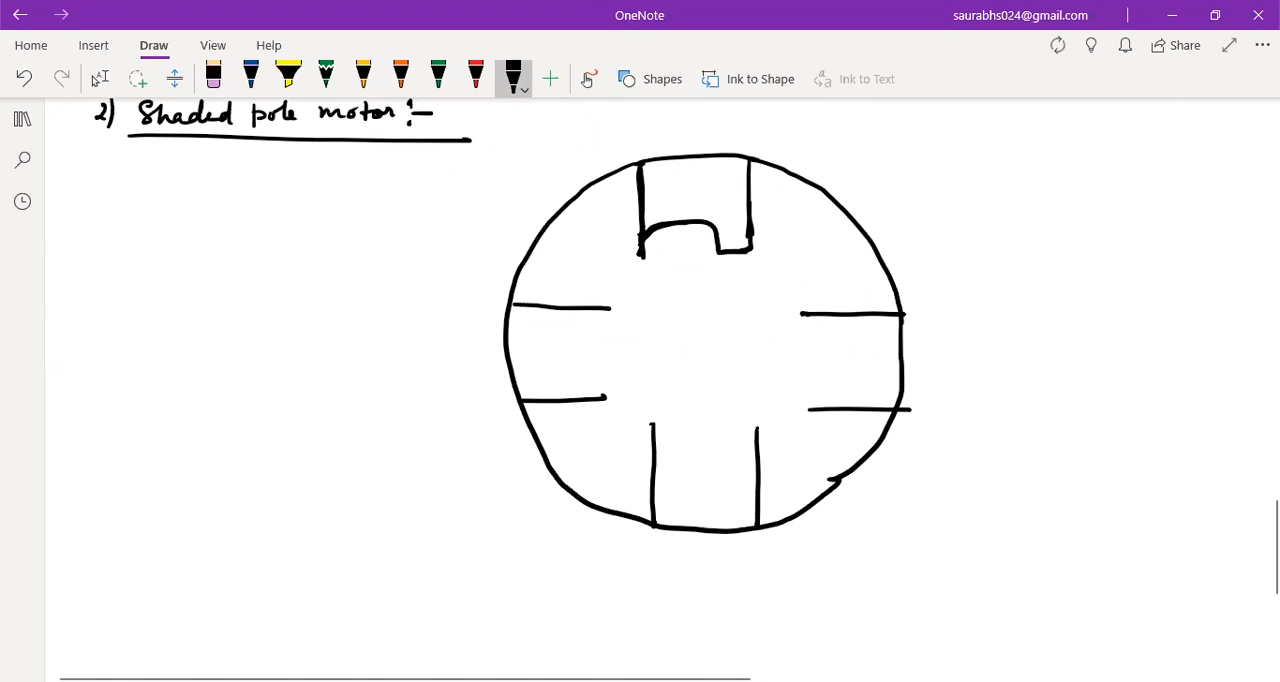 OneNote
saurabhs024@gmail.com
Home Insert Draw View Help
Share
Shapes Ink to Shape Ink to Text
2) Shaded pole motor :-